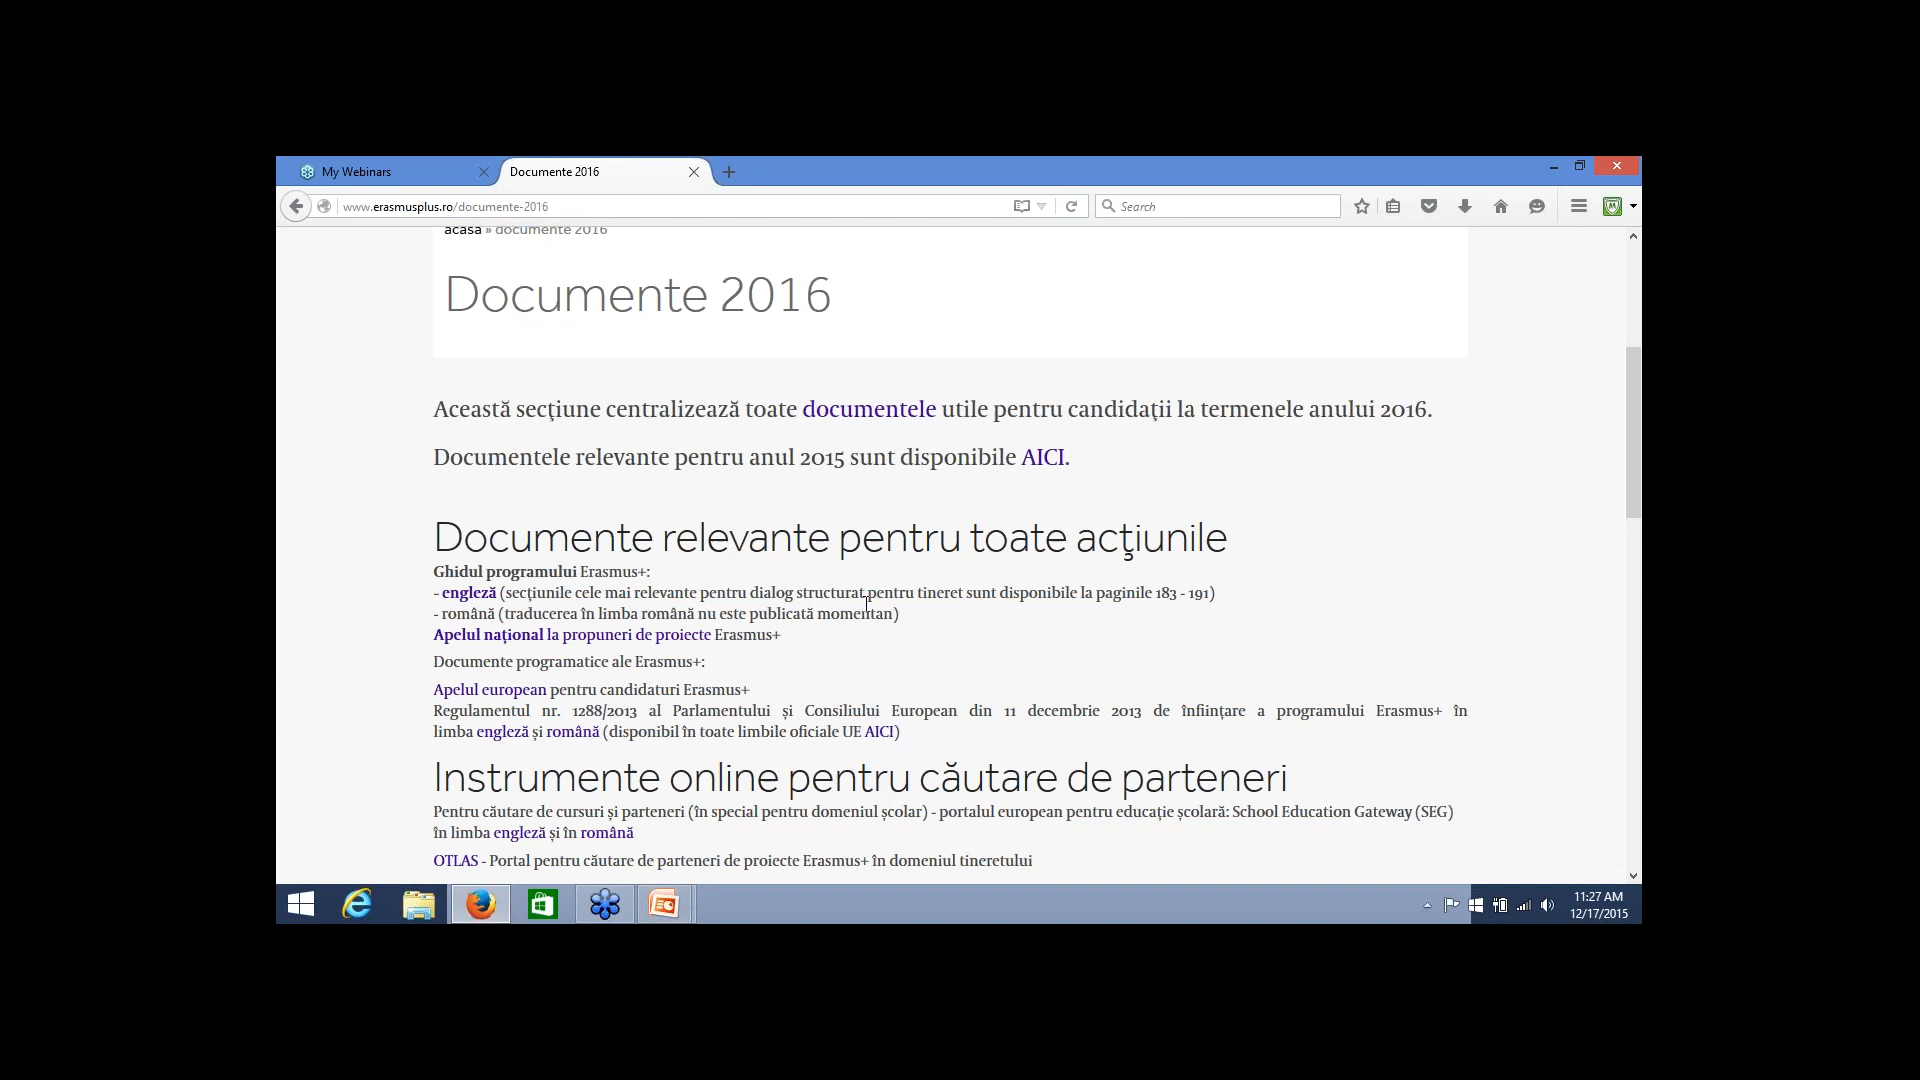 My Webinars
Documente 2016
www.erasmusplus.ro/documente-2016
Search
acasa » documente 2016
Documente 2016
Această secţiune centralizează toate documentele utile pentru candidaţii la termenele anului 2016.
Documentele relevante pentru anul 2015 sunt disponibile AICI.
Documente relevante pentru toate acţiunile
Ghidul programului Erasmus+:
- engleză (secţiunile cele mai relevante pentru dialog structurat pentru tineret sunt disponibile la paginile 183 - 191)
- română (traducerea în limba română nu este publicată momentan)
Apelul naţional la propuneri de proiecte Erasmus+
Documente programatice ale Erasmus+:
Apelul european pentru candidaturi Erasmus+
Regulamentul nr. 1288/2013 al Parlamentului și Consiliului European din 11 decembrie 2013 de înființare a programului Erasmus+ în
limba engleză și română (disponibil în toate limbile oficiale UE AICI)
Instrumente online pentru căutare de parteneri
Pentru căutare de cursuri și parteneri (în special pentru domeniul școlar) - portalul european pentru educație școlară: School Education Gateway (SEG)
în limba engleză și în română
OTLAS - Portal pentru căutare de parteneri de proiecte Erasmus+ în domeniul tineretului
11:27 AM
12/17/2015